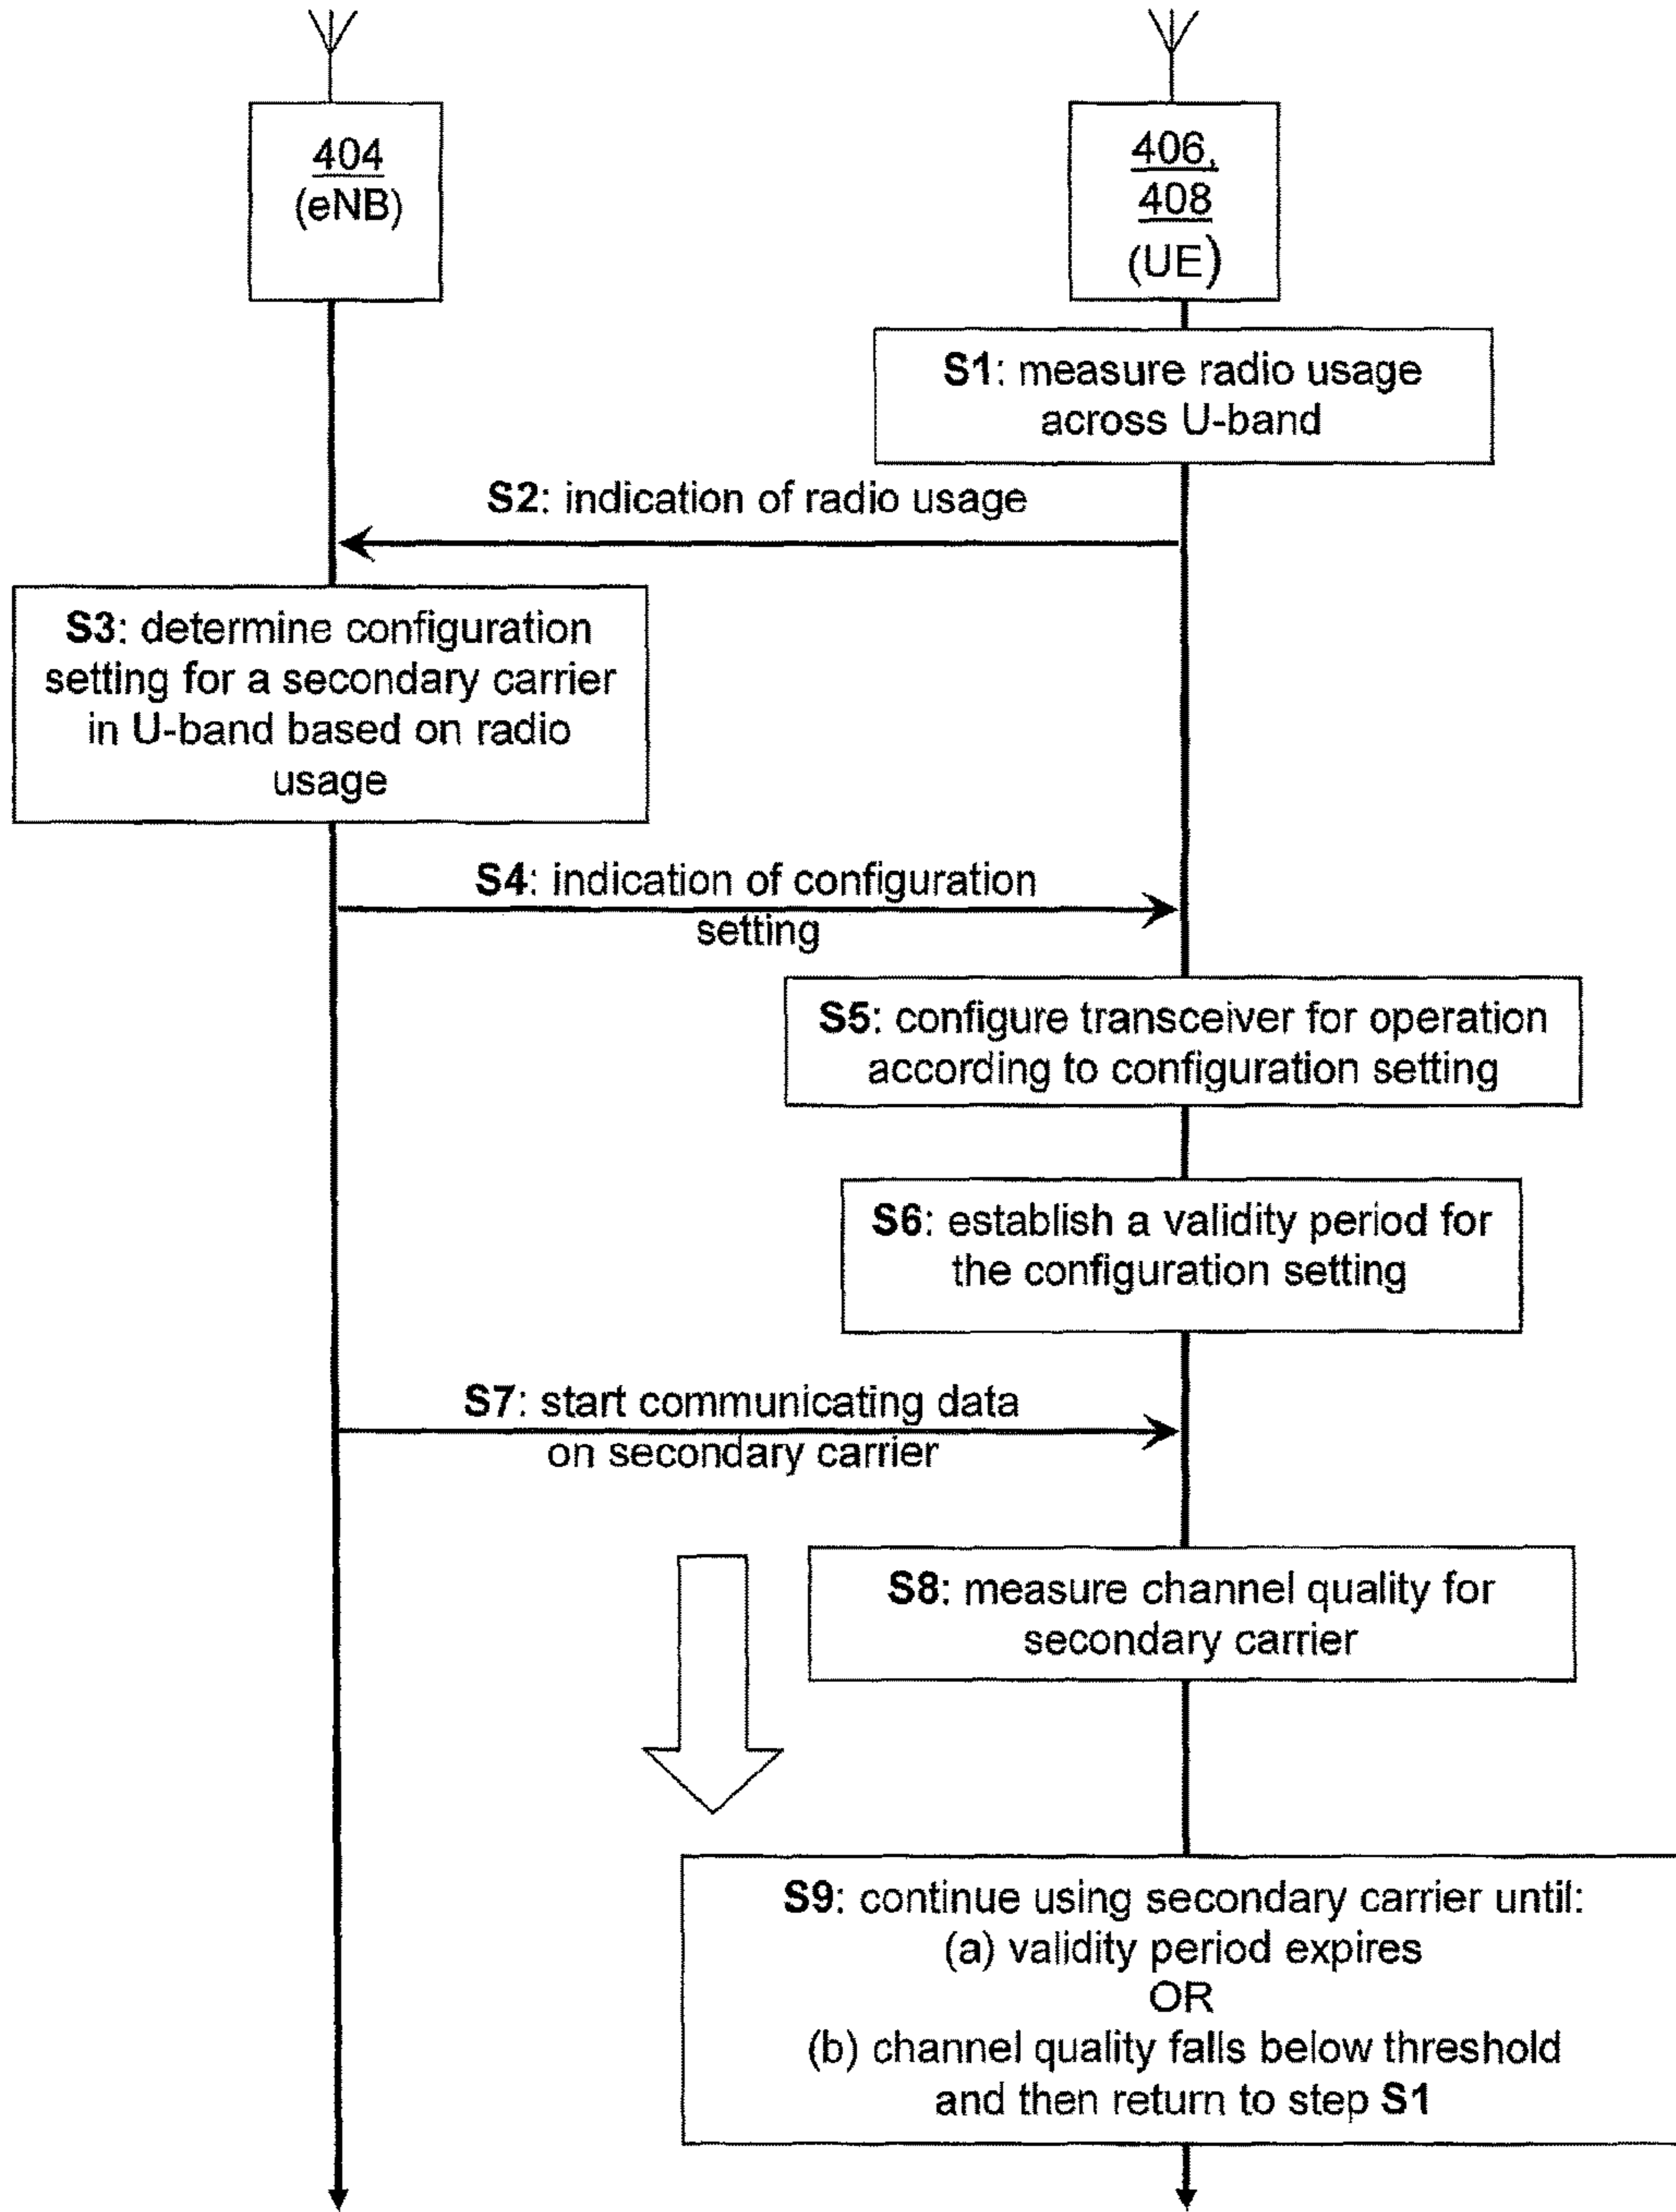 404
(eNB)
406,
408
(UE)
S1: measure radio usage
across U-band
S2: indication of radio usage
S3: determine configuration
setting for a secondary carrier
in U-band based on radio
usage
S4: indication of configuration
setting
S5: configure transceiver for operation
according to configuration setting
S6: establish a validity period for
the configuration setting
S7: start communicating data
on secondary carrier
S8: measure channel quality for
secondary carrier
S9: continue using secondary carrier until:
(a) validity period expires
OR
(b) channel quality falls below threshold
and then return to step S1